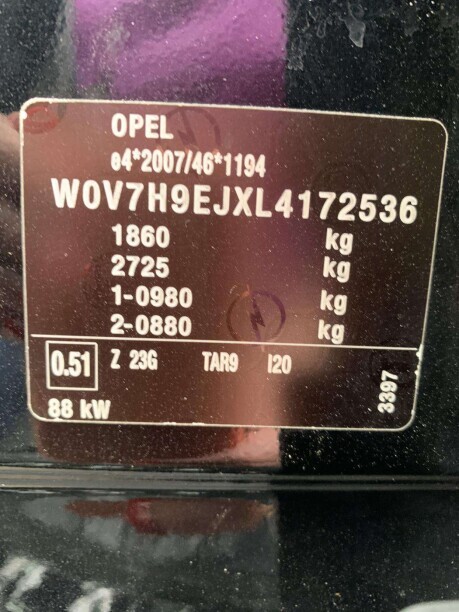 OPEL
e4*2007/46*1194
W0V7H9EJXL4172536
1860 kg
2725 kg
1-0980 kg
2-0880 kg
0.51 Z 23G TAR9 I20
88 kW
3397